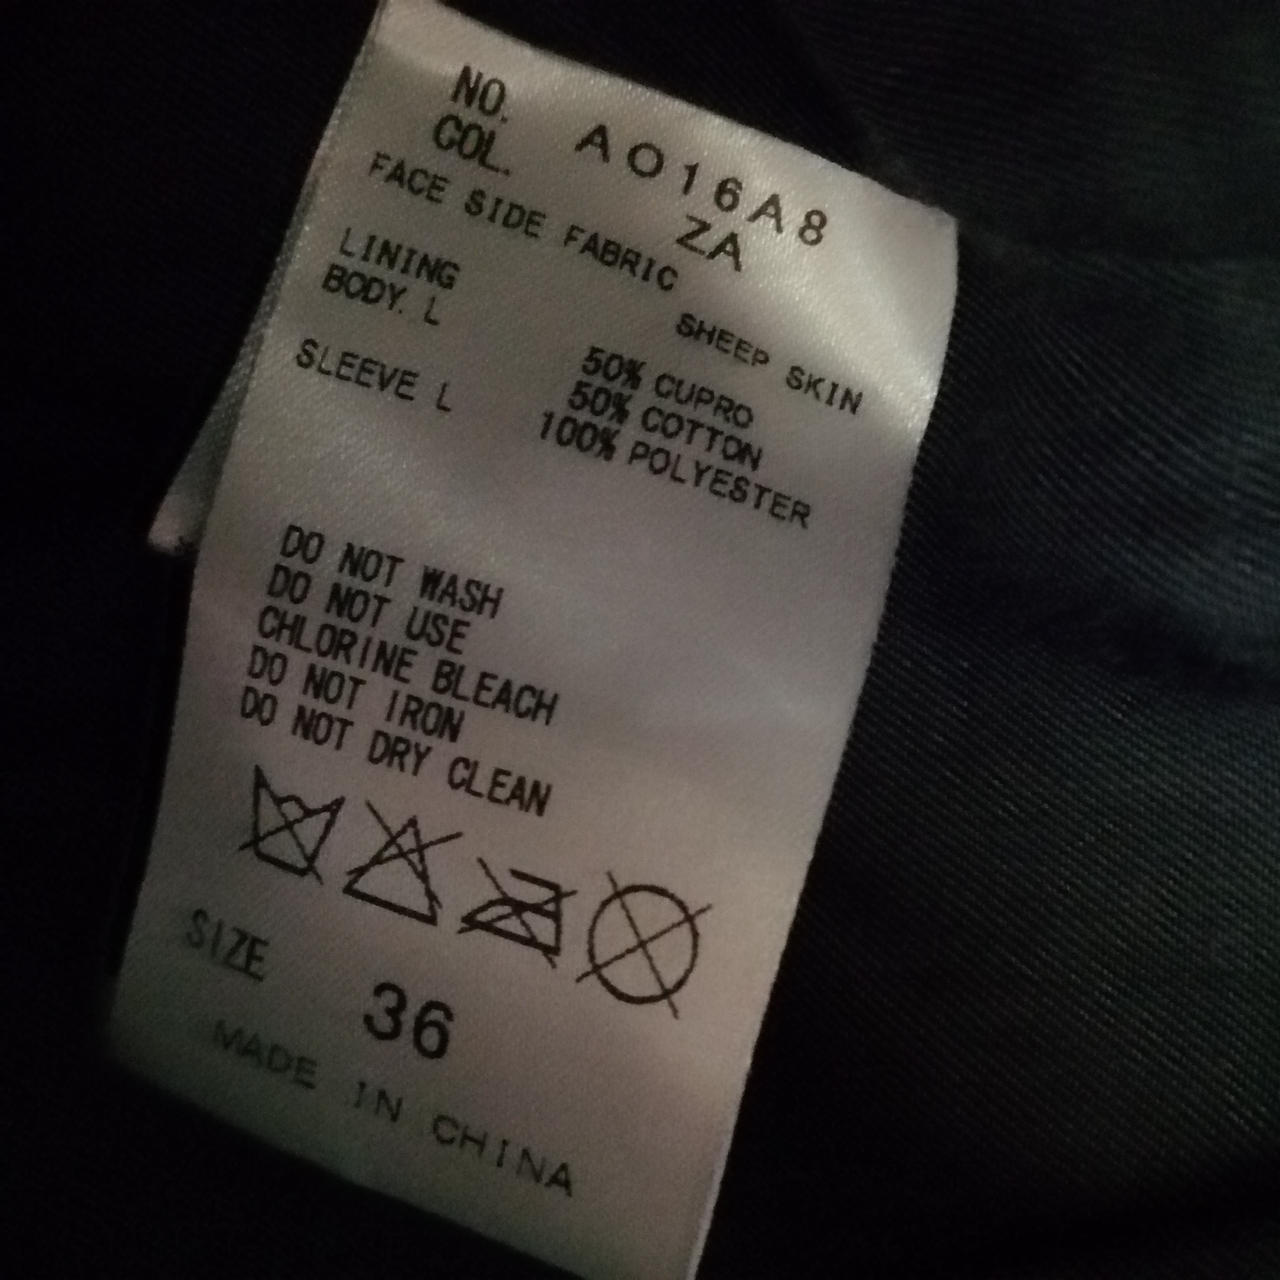 NO. AO16A8
COL. ZA
FACE SIDE FABRIC
SHEEP SKIN
LINING
BODY. L 50% CUPRO
50% COTTON
SLEEVE L 100% POLYESTER
DO NOT WASH
DO NOT USE
CHLORINE BLEACH
DO NOT IRON
DO NOT DRY CLEAN
SIZE 36
MADE IN CHINA